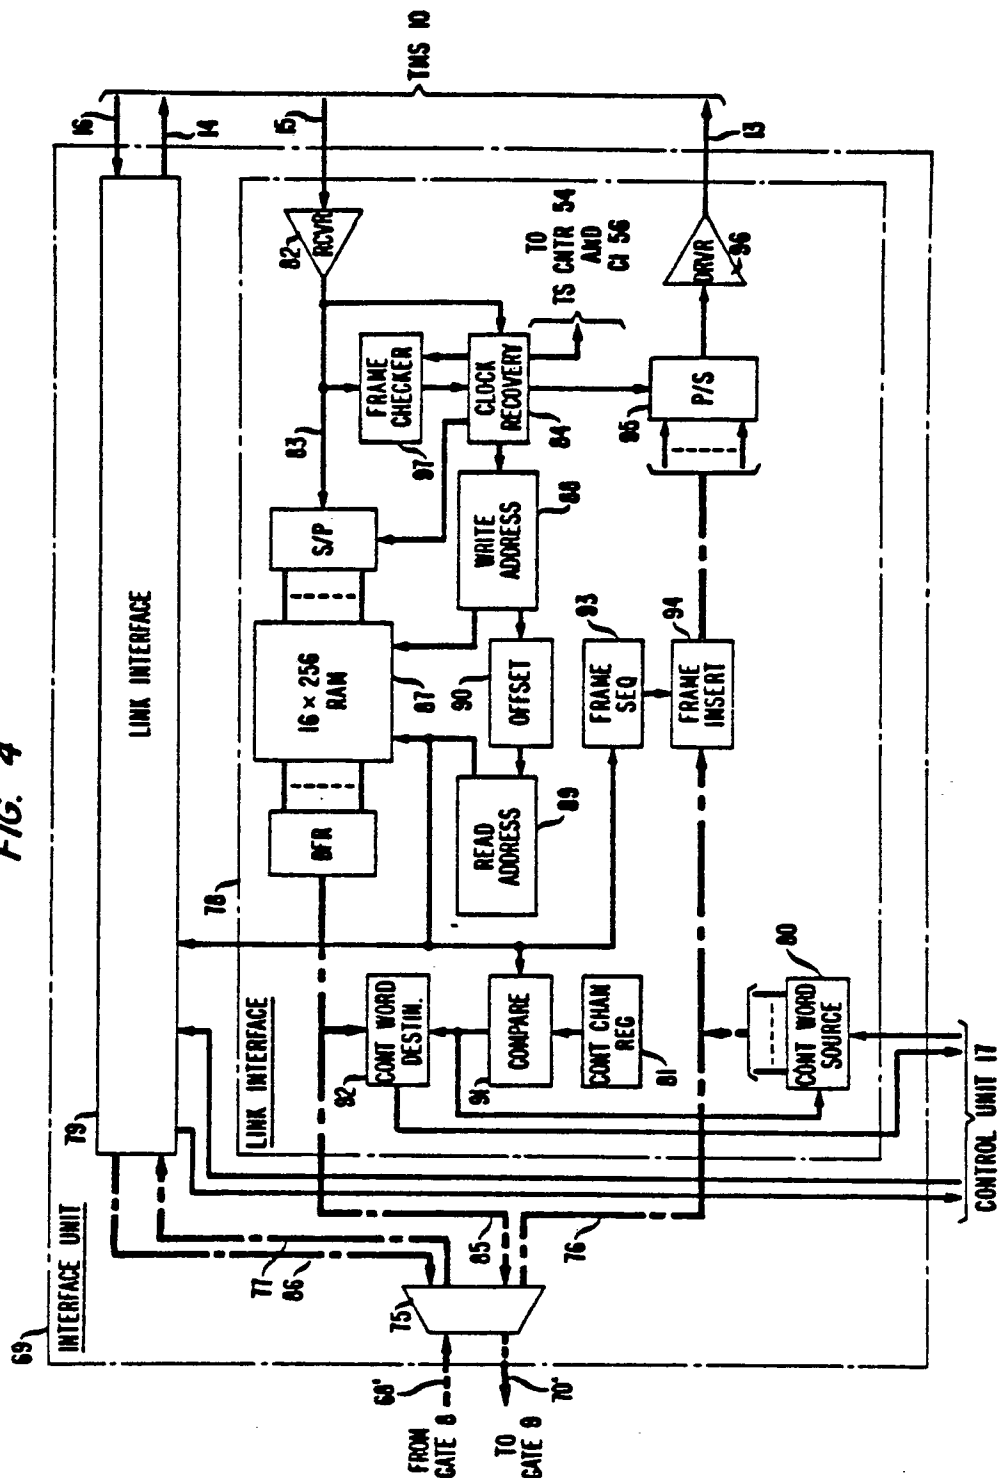 FIG. 4
69
INTERFACE UNIT
79
LINK INTERFACE
16
14
TMS 10
15
13
78
LINK INTERFACE
BFR
16 × 256
RAM
87
S/P
83
82
RCVR
FRAME
CHECKER
97
CLOCK
RECOVERY
84
TO
TS CNTR 54
AND
CI 56
WRITE
ADDRESS
88
90
OFFSET
READ
ADDRESS
89
CONT WORD
DESTIN.
92
COMPARE
91
CONT CHAN
REG
81
FRAME
SEQ
93
FRAME
INSERT
94
95
P/S
DRVR
96
CONT WORD
SOURCE
80
77
86
85
76
75
68'
FROM
GATE 8
70'
TO
GATE 9
CONTROL UNIT 17